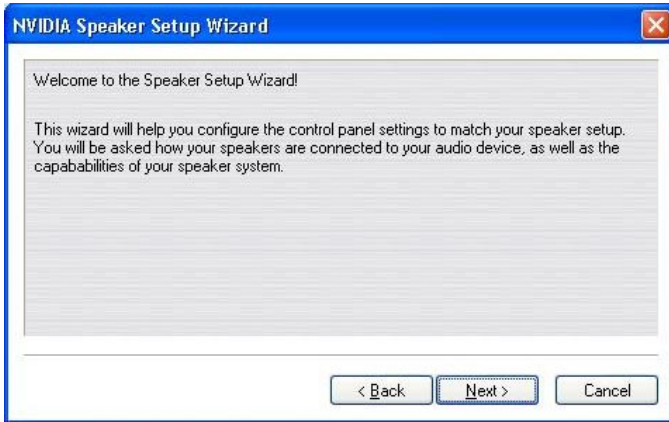 NVIDIA Speaker Setup Wizard
Welcome to the Speaker Setup Wizard!
This wizard will help you configure the control panel settings to match your speaker setup.
You will be asked how your speakers are connected to your audio device, as well as the
capababilities of your speaker system.
< Back
Next >
Cancel